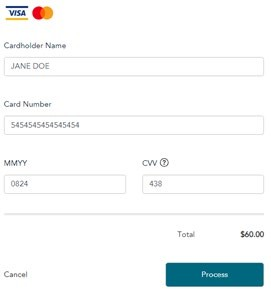 VISA
Cardholder Name
JANE DOE
Card Number
5454545454545454
MMYY CVV ?
0824 438
Total $60.00
Cancel Process